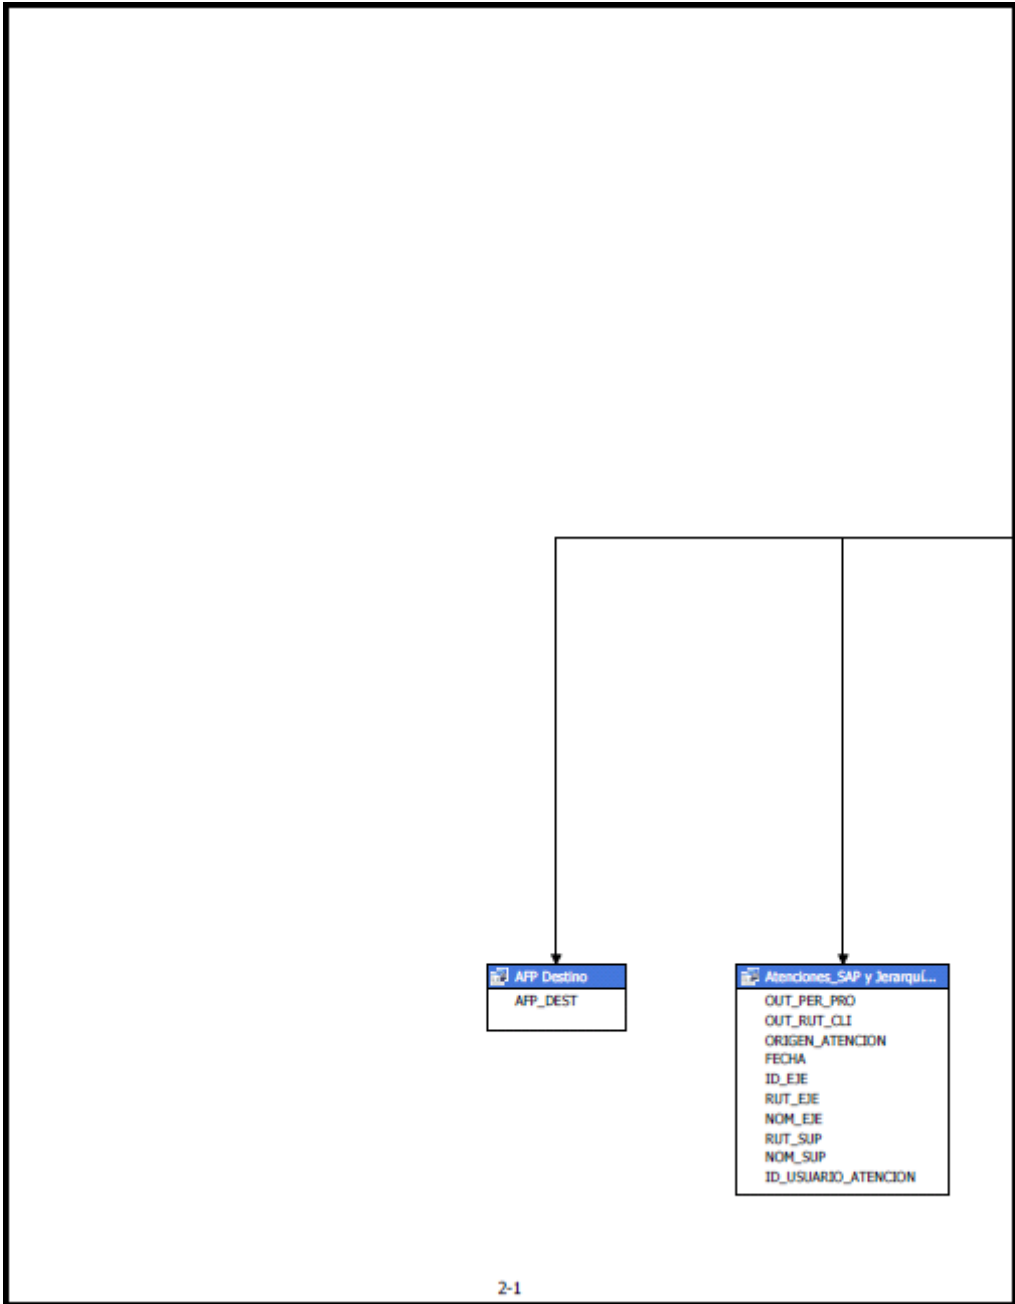 AFP Destino
AFP_DEST
Atenciones_SAP y Jerarquí...
OUT_PER_PRO
OUT_RUT_CLI
ORIGEN_ATENCION
FECHA
ID_EJE
RUT_EJE
NOM_EJE
RUT_SUP
NOM_SUP
ID_USUARIO_ATENCION
2-1